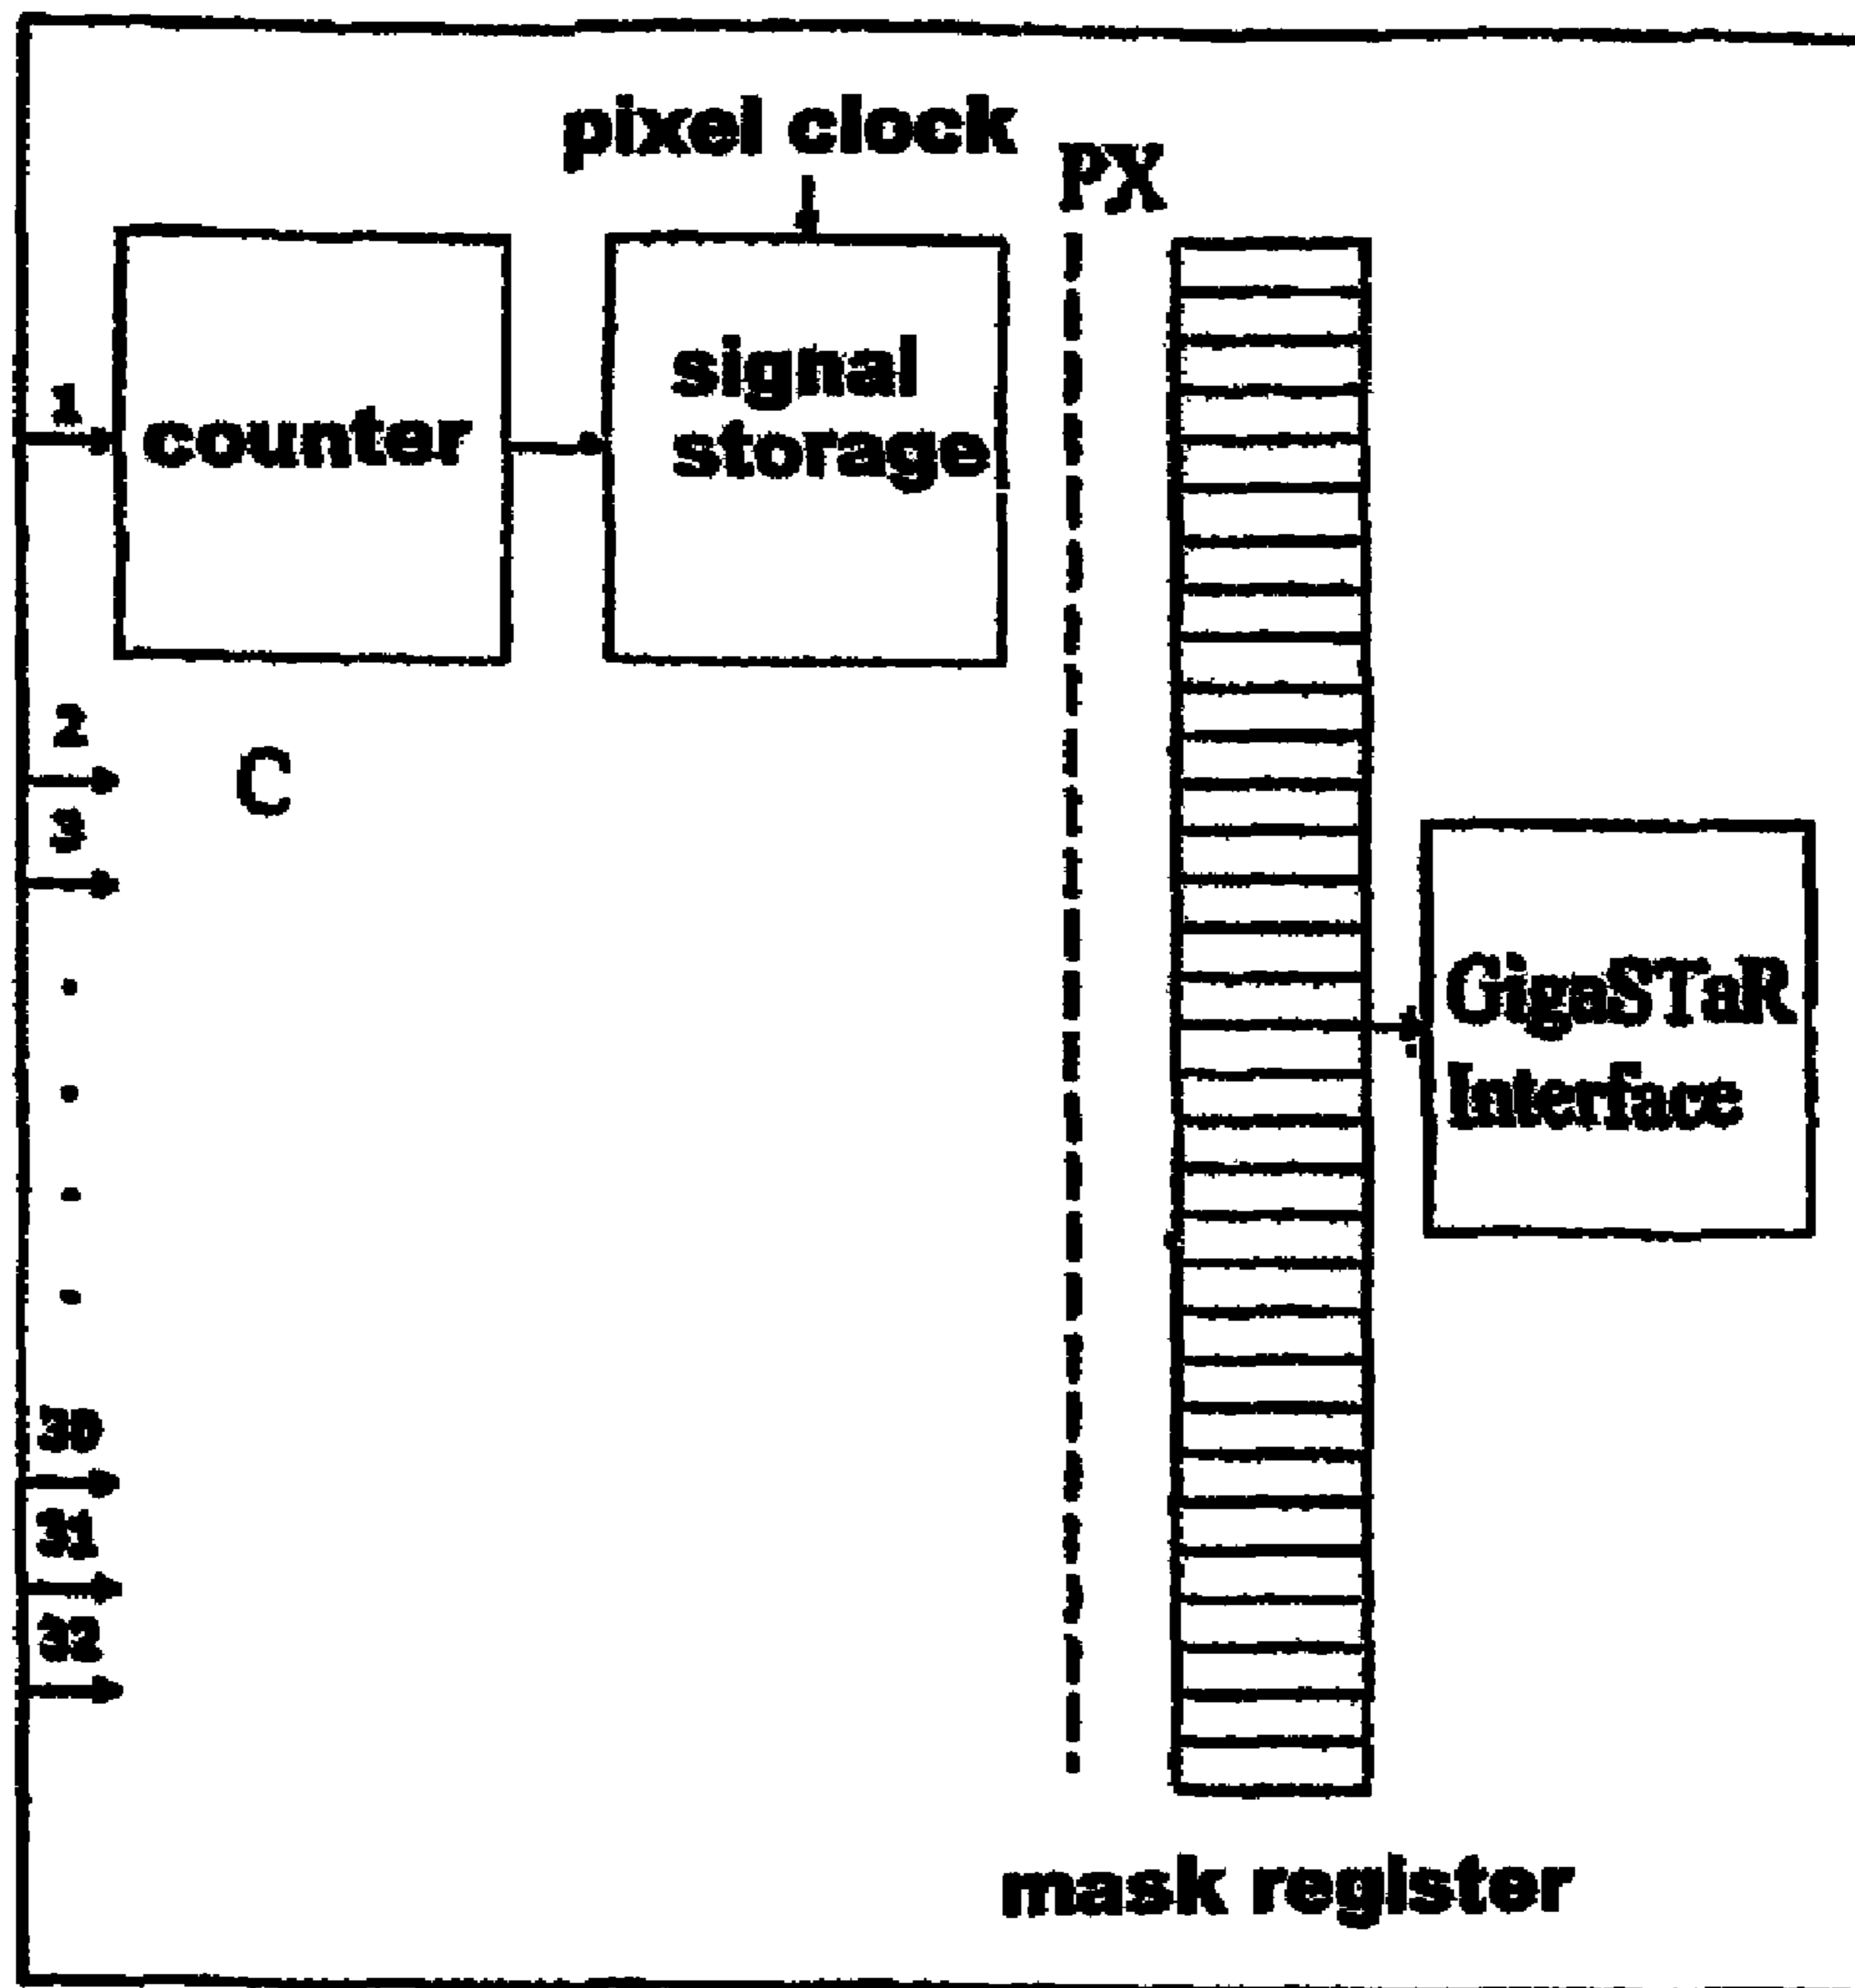 pixel clock
PX
1
counter
signal
storage
2
C
3
GigaSTaR
Interface
30
31
32
mask register